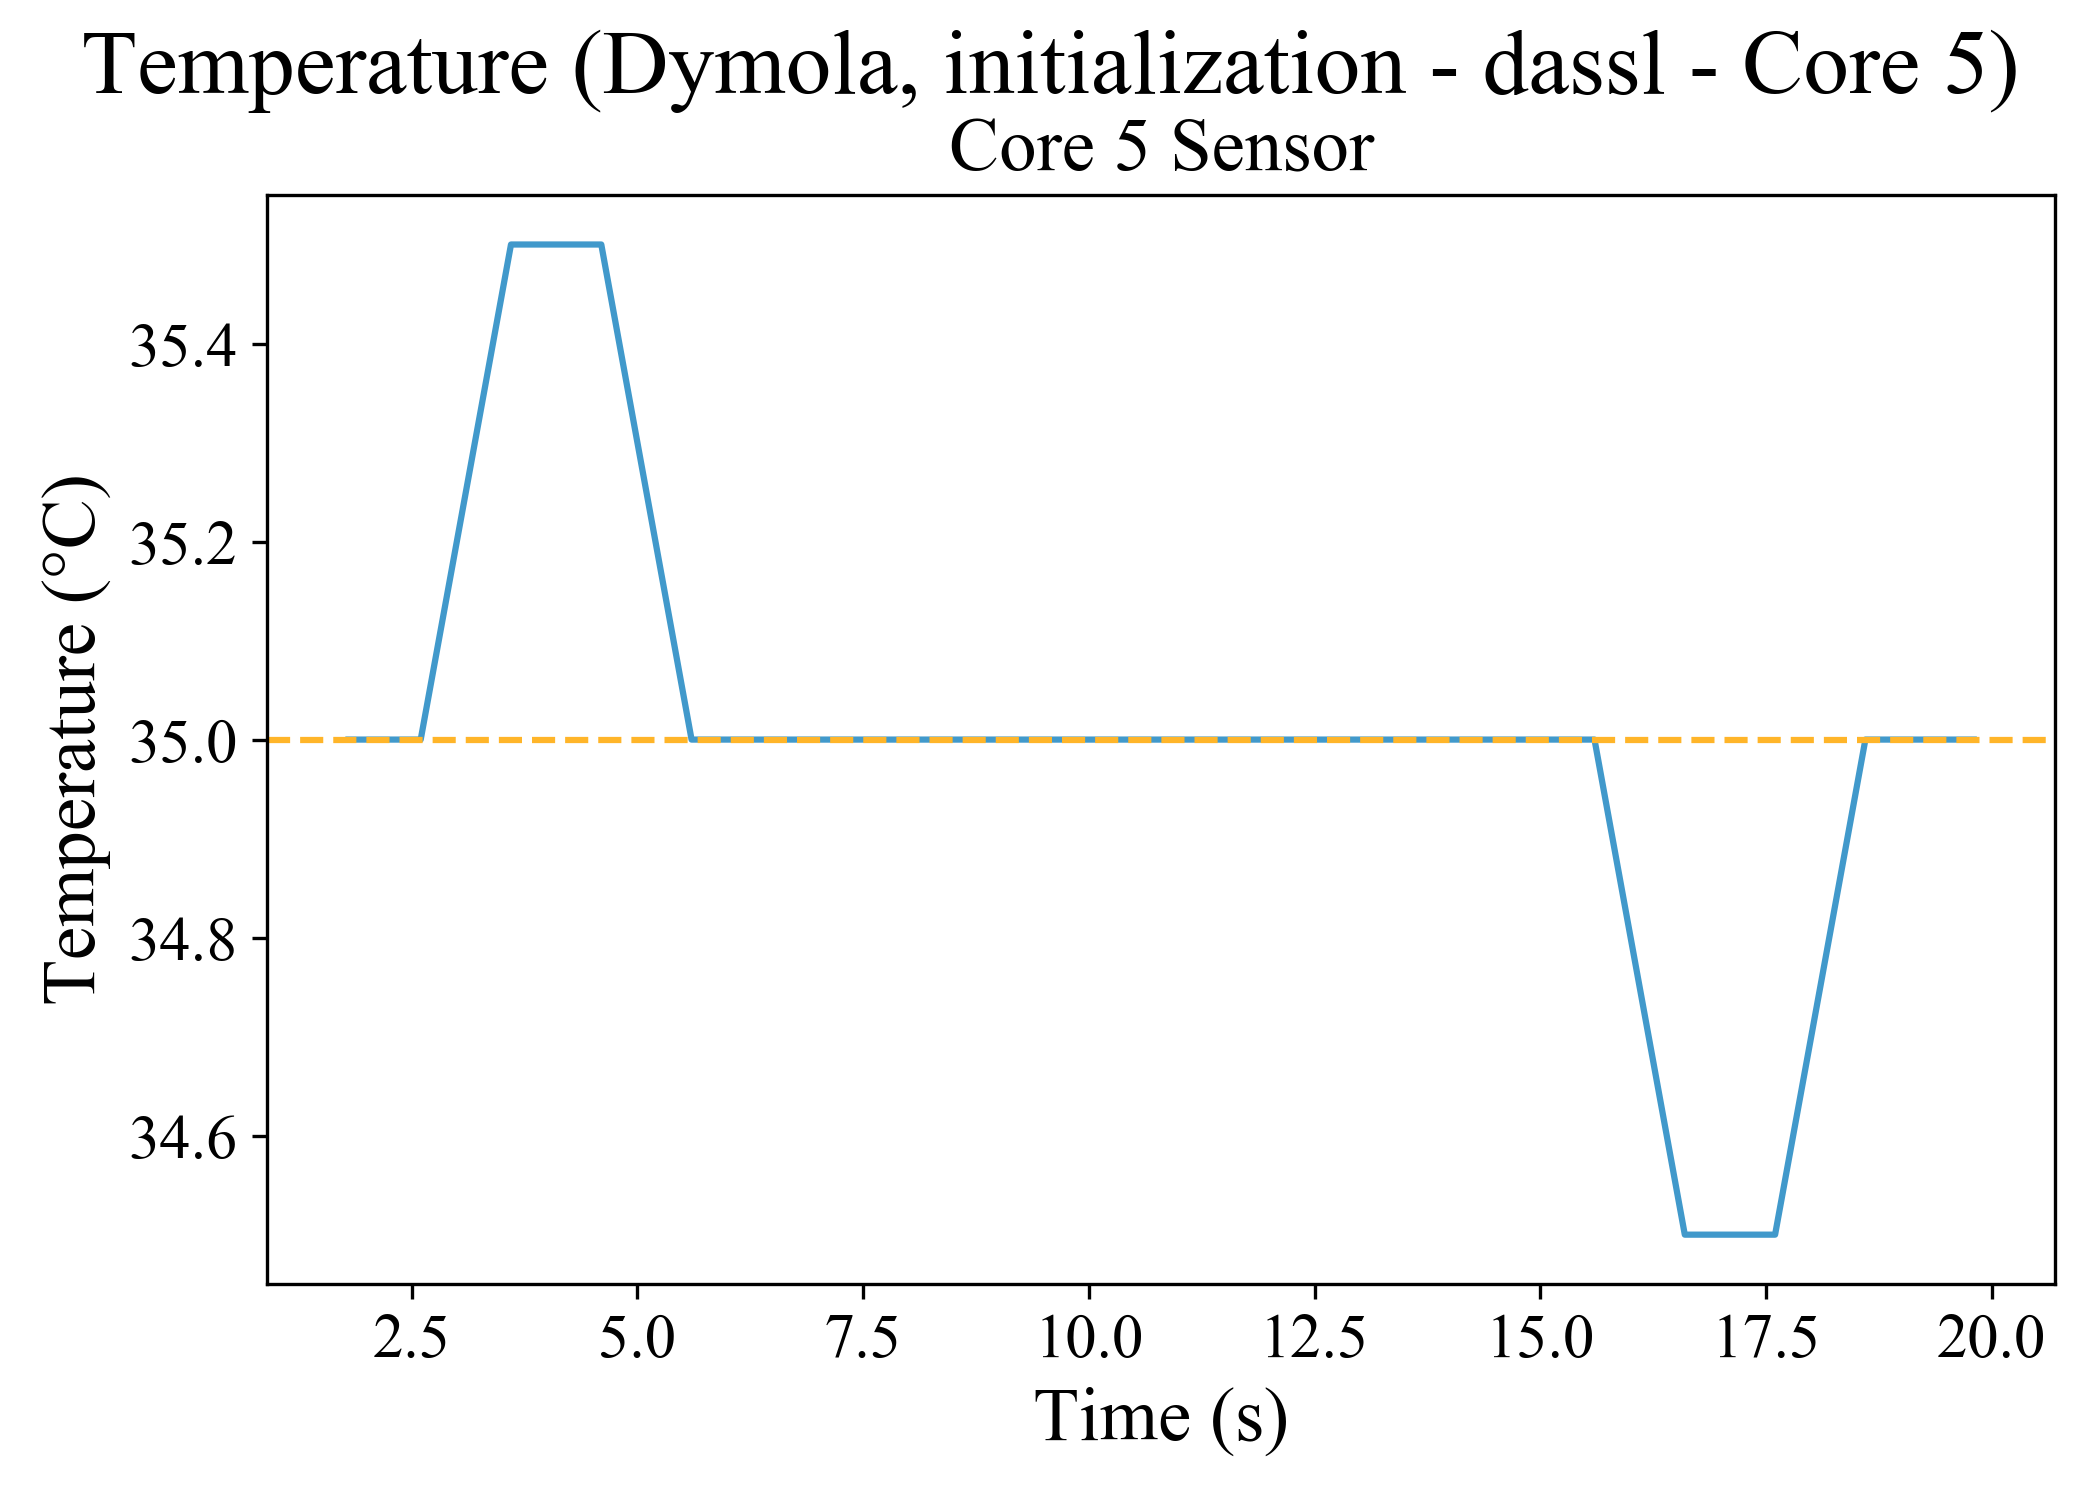 Temperature (Dymola, initialization - dassl - Core 5)
Core 5 Sensor
Temperature (°C)
35.4
35.2
35.0
34.8
34.6
2.5 5.0 7.5 10.0 12.5 15.0 17.5 20.0
Time (s)